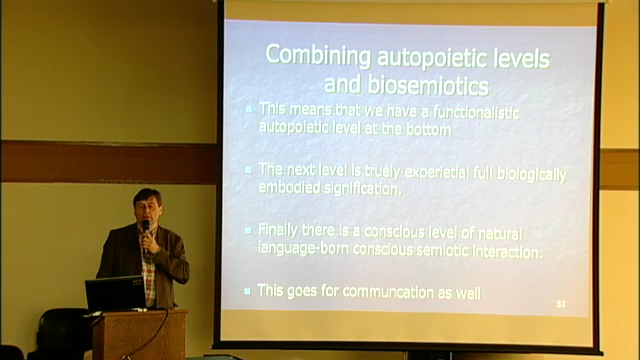 Combining autopoietic levels
and biosemiotics
This means that we have a functionalistic
autopoietic level at the bottom
The next level is truely experietial full biologically
embodied signification.
Finally there is a conscious level of natural
language-born conscious semiotic interaction.
This goes for communcation as well
53